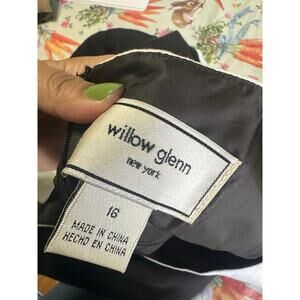 willow glenn
new york
16
MADE IN CHINA
HECHO EN CHINA